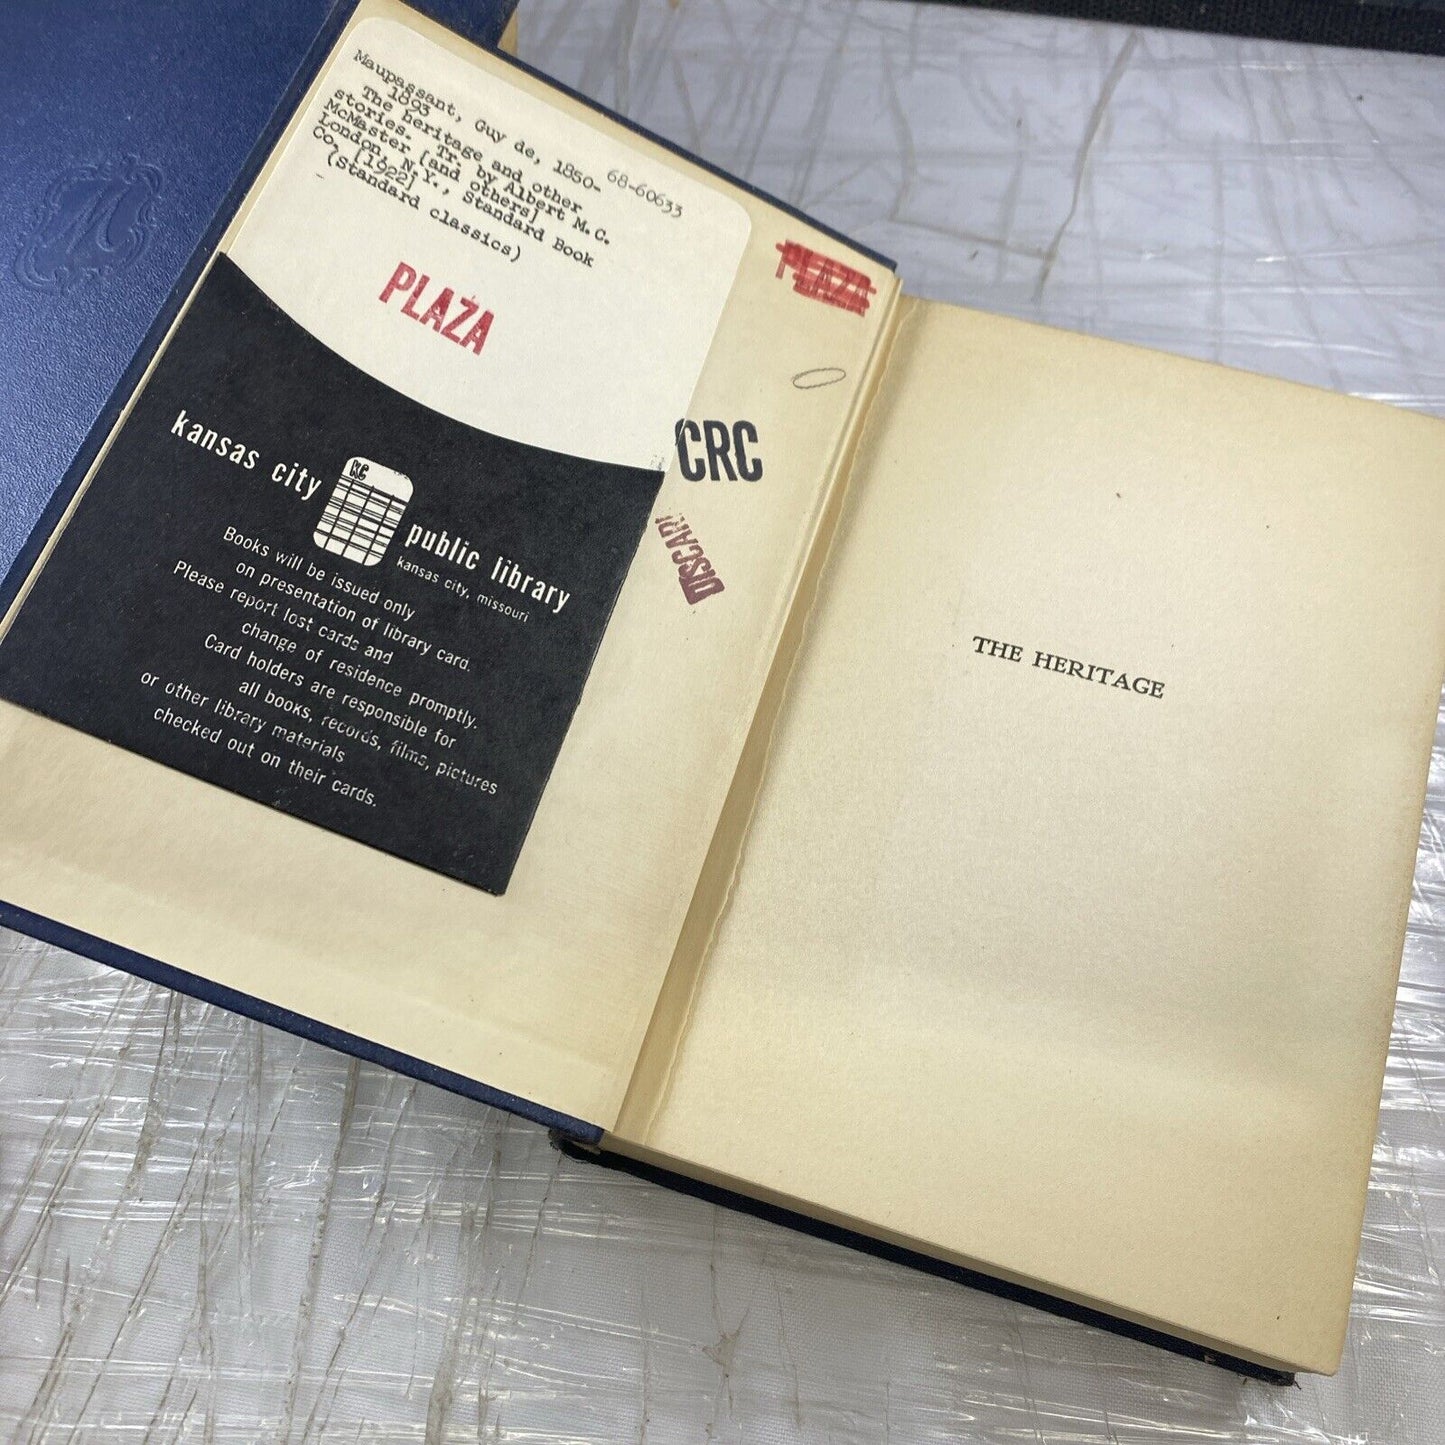 M
Maupassant, Guy de, 1850-
1893
68-60633
The heritage and other
stories. Tr. by Albert M.C.
McMaster [and others]
London, N.Y., Standard Book
Co, [1922]
(Standard classics)
PLAZA
PLAZA
CRC
DISCAR
kansas city
KC
public library
kansas city, missouri
Books will be issued only
on presentation of library card.
Please report lost cards and
change of residence promptly.
Card holders are responsible for
all books, records, films, pictures
or other library materials
checked out on their cards.
THE HERITAGE